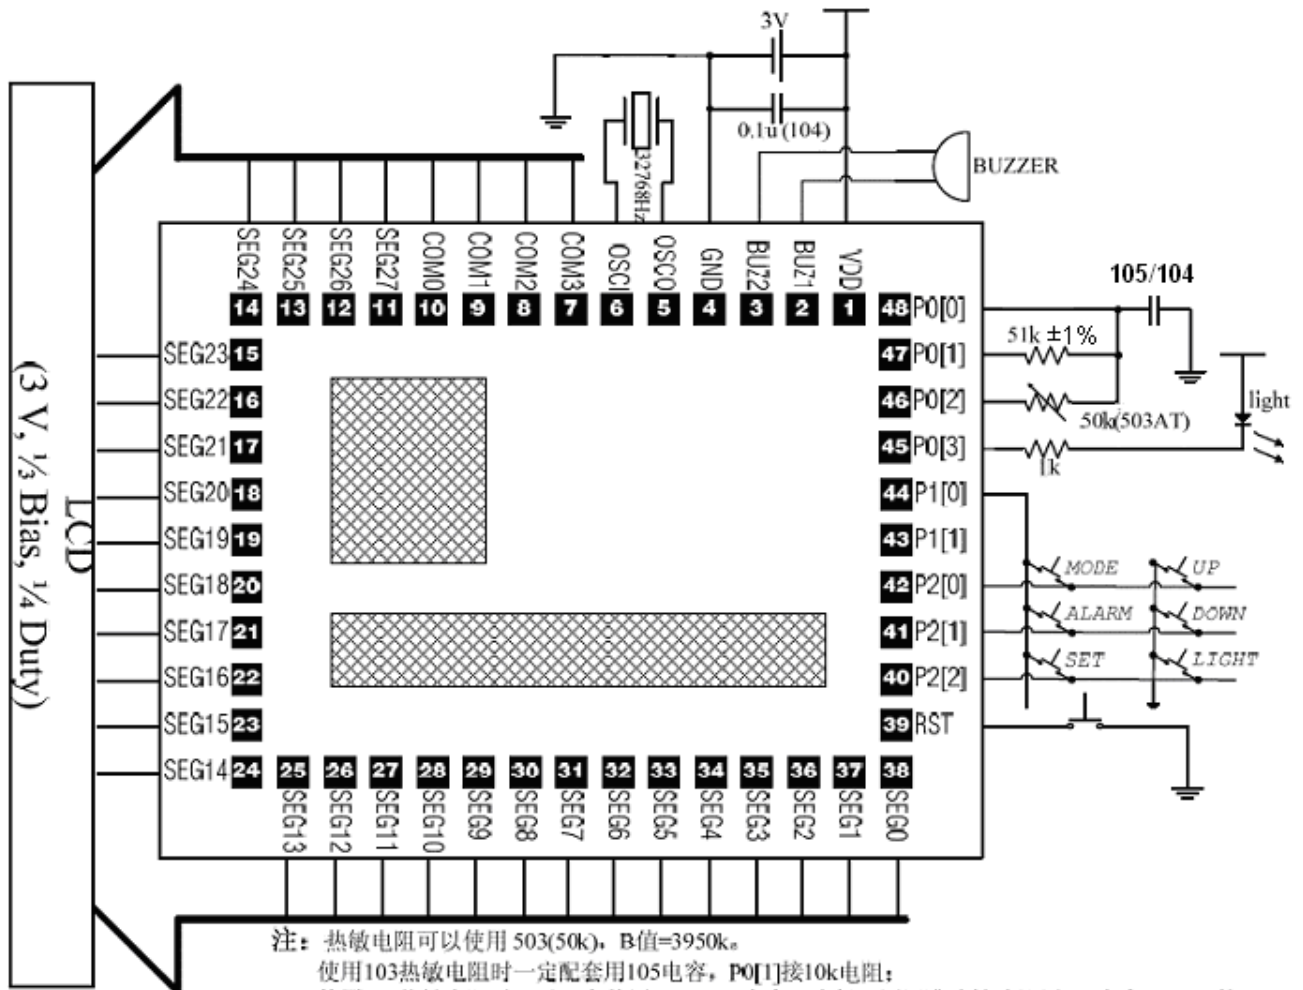 3V
0.1u(104)
32768Hz
BUZZER
SEG24
SEG25
SEG26
SEG27
COM0
COM1
COM2
COM3
OSCI
OSCO
GND
BUZ2
BUZ1
VDD
14
13
12
11
10
9
8
7
6
5
4
3
2
1
48 P0[0]
105/104
SEG23 15
47 P0[1]
51k ±1%
SEG22 16
46 P0[2]
50k(503AT)
light
SEG21 17
45 P0[3]
1k
SEG20 18
44 P1[0]
SEG19 19
43 P1[1]
SEG18 20
42 P2[0]
MODE
UP
SEG17 21
41 P2[1]
ALARM
DOWN
SEG16 22
40 P2[2]
SET
LIGHT
SEG15 23
39 RST
SEG14 24
25
26
27
28
29
30
31
32
33
34
35
36
37
38
SEG13
SEG12
SEG11
SEG10
SEG9
SEG8
SEG7
SEG6
SEG5
SEG4
SEG3
SEG2
SEG1
SEG0
LCD
(3 V, ⅓ Bias, ¼ Duty)
注：热敏电阻可以使用 503(50k)，B值=3950k。
使用103热敏电阻时一定配套用105电容，P0[1]接10k电阻；